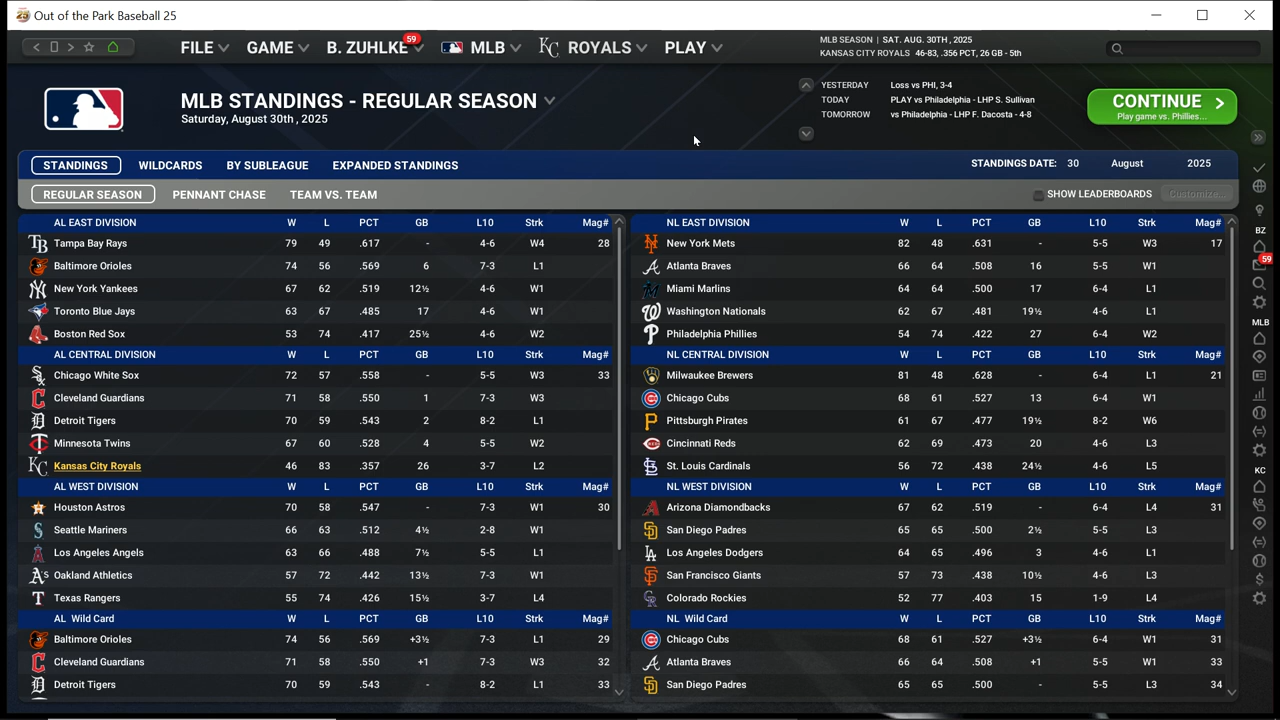 Out of the Park Baseball 25
FILE GAME B. ZUHLKE 59 MLB ROYALS PLAY
MLB SEASON | SAT. AUG. 30TH , 2025
KANSAS CITY ROYALS 46-83, .356 PCT, 26 GB - 5th
MLB STANDINGS - REGULAR SEASON
Saturday, August 30th , 2025
YESTERDAY Loss vs PHI, 3-4
TODAY PLAY vs Philadelphia - LHP S. Sullivan
TOMORROW vs Philadelphia - LHP F. Dacosta - 4-8
CONTINUE
Play game vs. Phillies...
STANDINGS WILDCARDS BY SUBLEAGUE EXPANDED STANDINGS
STANDINGS DATE: 30 August 2025
REGULAR SEASON PENNANT CHASE TEAM VS. TEAM
SHOW LEADERBOARDS Customize...
AL EAST DIVISION W L PCT GB L10 Strk Mag#
Tampa Bay Rays 79 49 .617 - 4-6 W4 28
Baltimore Orioles 74 56 .569 6 7-3 L1
New York Yankees 67 62 .519 12½ 4-6 W1
Toronto Blue Jays 63 67 .485 17 4-6 W1
Boston Red Sox 53 74 .417 25½ 4-6 W2
AL CENTRAL DIVISION W L PCT GB L10 Strk Mag#
Chicago White Sox 72 57 .558 - 5-5 W3 33
Cleveland Guardians 71 58 .550 1 7-3 W3
Detroit Tigers 70 59 .543 2 8-2 L1
Minnesota Twins 67 60 .528 4 5-5 W2
Kansas City Royals 46 83 .357 26 3-7 L2
AL WEST DIVISION W L PCT GB L10 Strk Mag#
Houston Astros 70 58 .547 - 7-3 W1 30
Seattle Mariners 66 63 .512 4½ 2-8 W1
Los Angeles Angels 63 66 .488 7½ 5-5 L1
Oakland Athletics 57 72 .442 13½ 7-3 W1
Texas Rangers 55 74 .426 15½ 3-7 L4
AL Wild Card W L PCT GB L10 Strk Mag#
Baltimore Orioles 74 56 .569 +3½ 7-3 L1 29
Cleveland Guardians 71 58 .550 +1 7-3 W3 32
Detroit Tigers 70 59 .543 - 8-2 L1 33
NL EAST DIVISION W L PCT GB L10 Strk Mag#
New York Mets 82 48 .631 - 5-5 W3 17
Atlanta Braves 66 64 .508 16 5-5 W1
Miami Marlins 64 64 .500 17 6-4 L1
Washington Nationals 62 67 .481 19½ 4-6 L1
Philadelphia Phillies 54 74 .422 27 6-4 W2
NL CENTRAL DIVISION W L PCT GB L10 Strk Mag#
Milwaukee Brewers 81 48 .628 - 6-4 L1 21
Chicago Cubs 68 61 .527 13 6-4 W1
Pittsburgh Pirates 61 67 .477 19½ 8-2 W6
Cincinnati Reds 62 69 .473 20 4-6 L3
St. Louis Cardinals 56 72 .438 24½ 4-6 L5
NL WEST DIVISION W L PCT GB L10 Strk Mag#
Arizona Diamondbacks 67 62 .519 - 6-4 L4 31
San Diego Padres 65 65 .500 2½ 5-5 L3
Los Angeles Dodgers 64 65 .496 3 4-6 L1
San Francisco Giants 57 73 .438 10½ 4-6 L3
Colorado Rockies 52 77 .403 15 1-9 L4
NL Wild Card W L PCT GB L10 Strk Mag#
Chicago Cubs 68 61 .527 +3½ 6-4 W1 31
Atlanta Braves 66 64 .508 +1 5-5 W1 33
San Diego Padres 65 65 .500 - 5-5 L3 34
BZ
59
MLB
KC